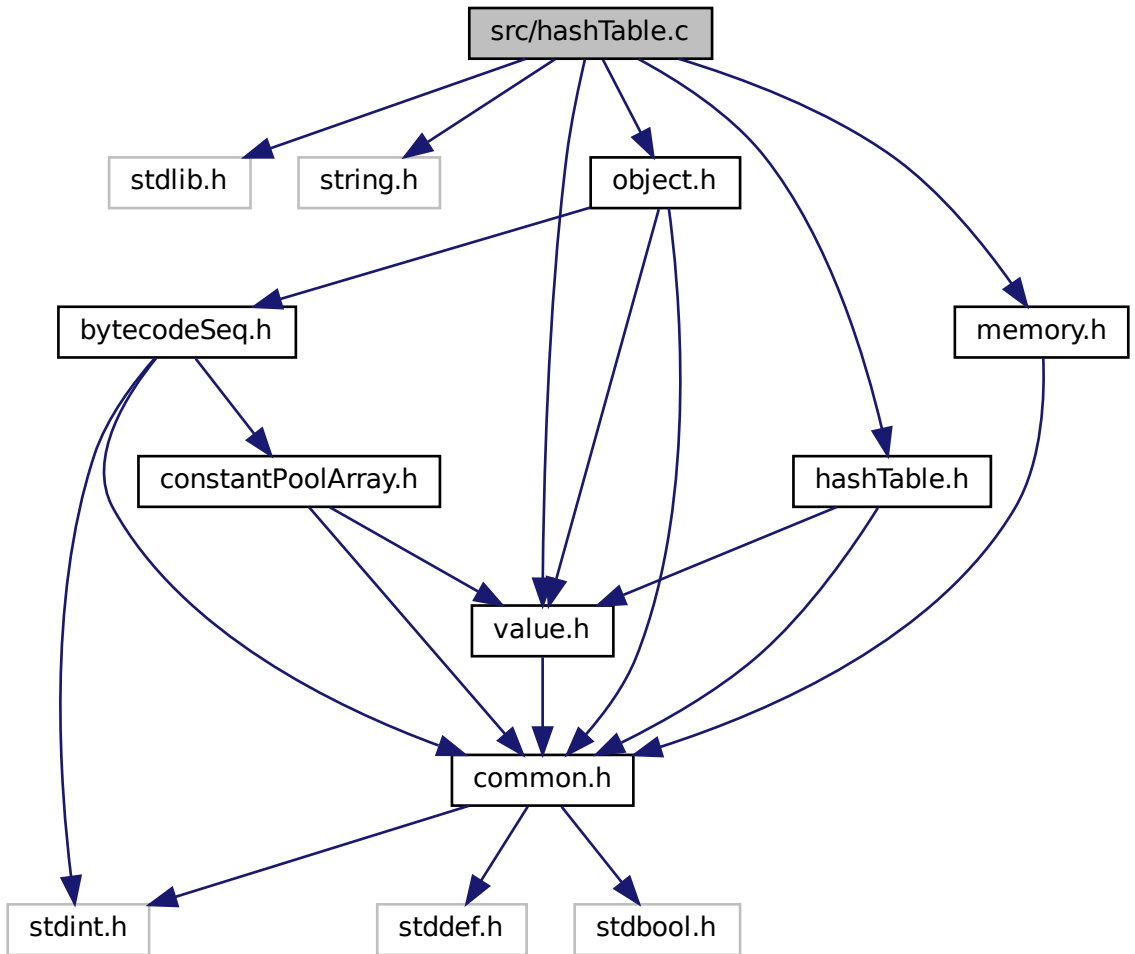 src/hashTable.c
stdlib.h
string.h
object.h
bytecodeSeq.h
memory.h
constantPoolArray.h
hashTable.h
value.h
common.h
stdint.h
stddef.h
stdbool.h